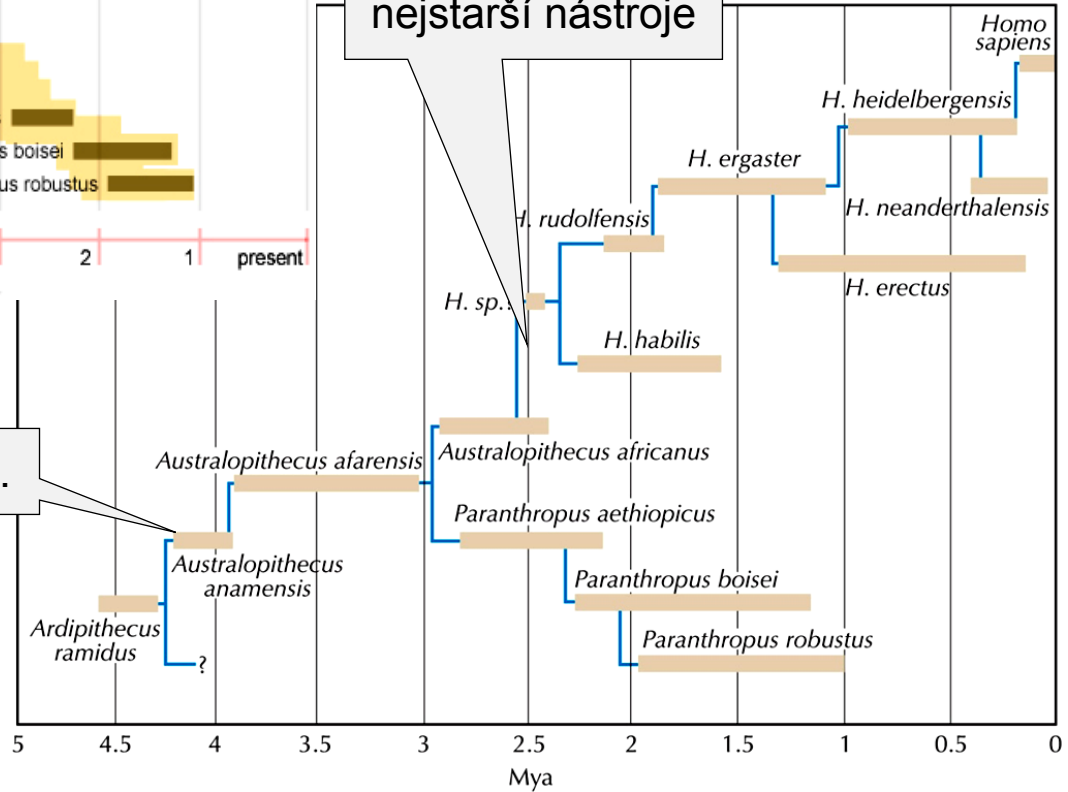 nejstarší nástroje
s boisei
us robustus
2
1
present
Homo
sapiens
H. heidelbergensis
H. ergaster
H. neanderthalensis
H. rudolfensis
H. erectus
H. sp.
H. habilis
Australopithecus africanus
Australopithecus afarensis
.
Paranthropus aethiopicus
Australopithecus
anamensis
Paranthropus boisei
Ardipithecus
ramidus
?
Paranthropus robustus
5 4.5 4 3.5 3 2.5 2 1.5 1 0.5 0
Mya